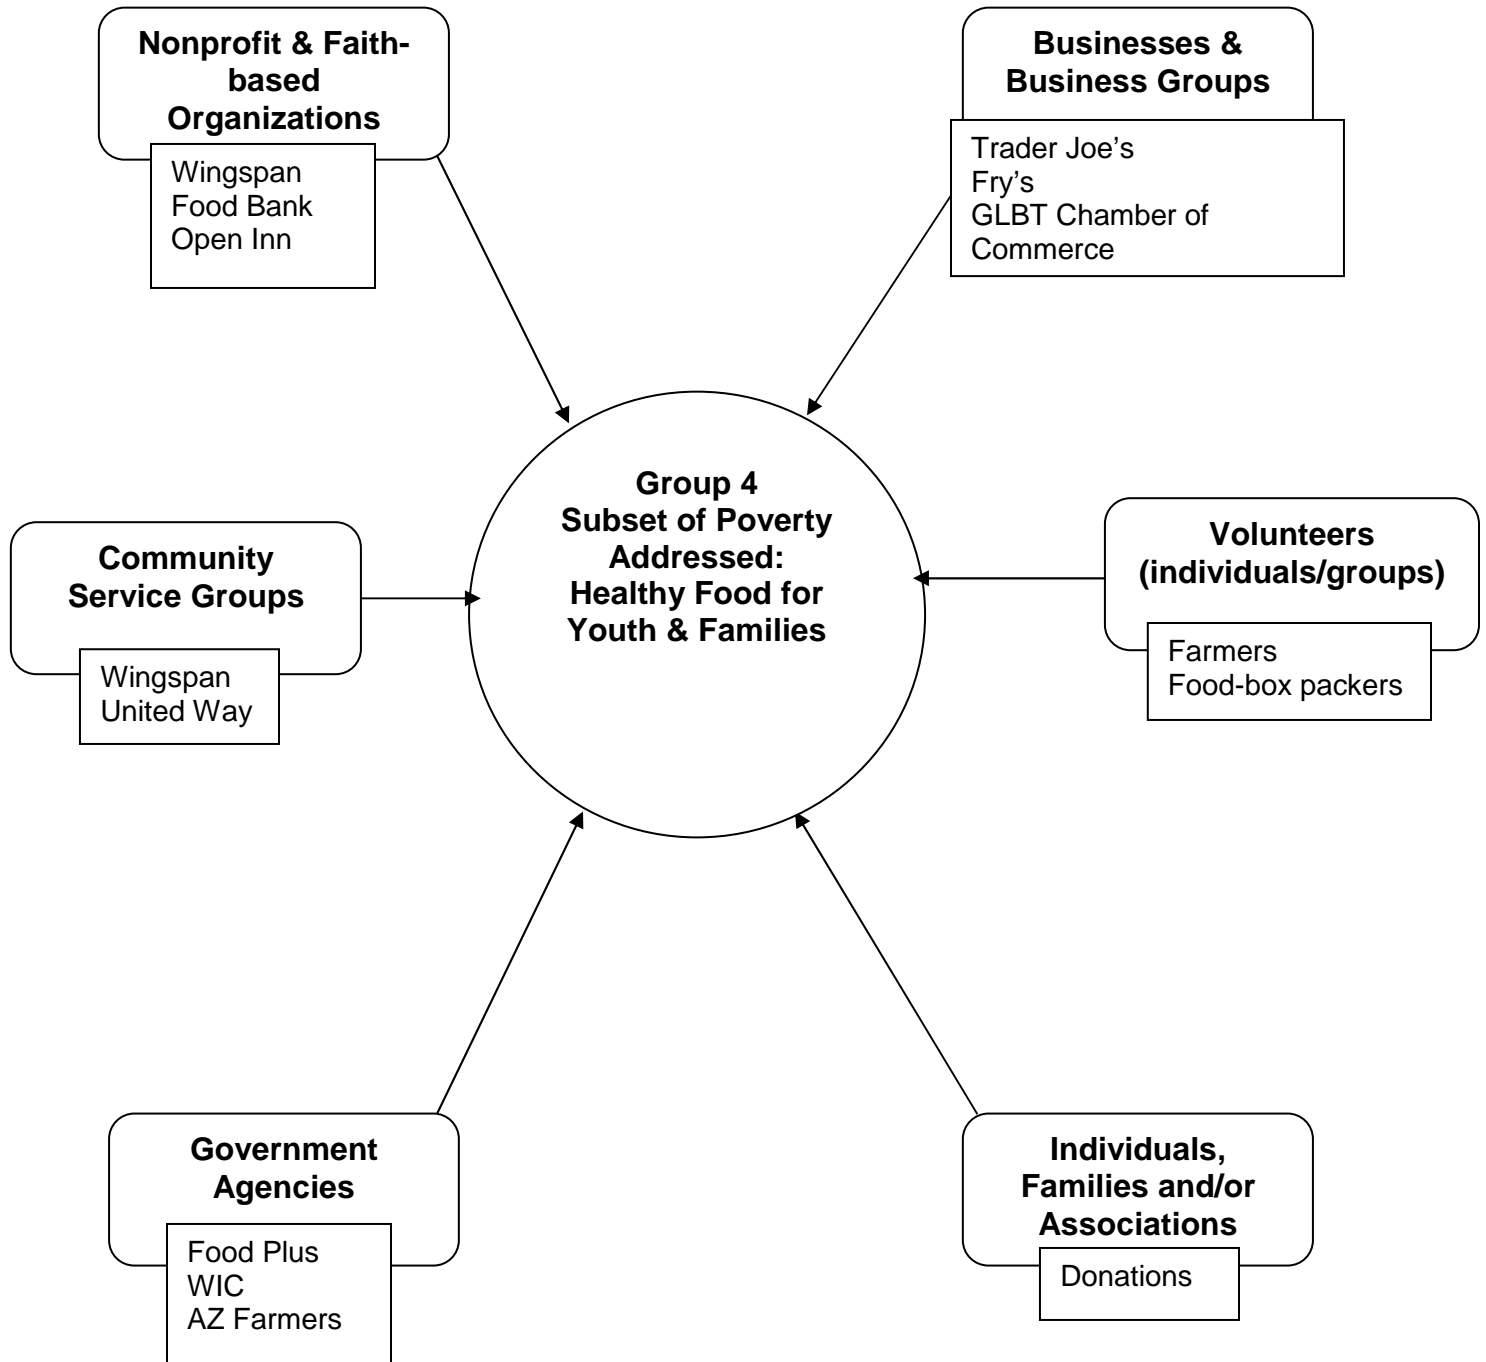 Nonprofit & Faith-
based
Organizations
Wingspan
Food Bank
Open Inn
Businesses &
Business Groups
Trader Joe’s
Fry’s
GLBT Chamber of
Commerce
Group 4
Subset of Poverty
Addressed:
Healthy Food for
Youth & Families
Community
Service Groups
Wingspan
United Way
Volunteers
(individuals/groups)
Farmers
Food-box packers
Government
Agencies
Food Plus
WIC
AZ Farmers
Individuals,
Families and/or
Associations
Donations